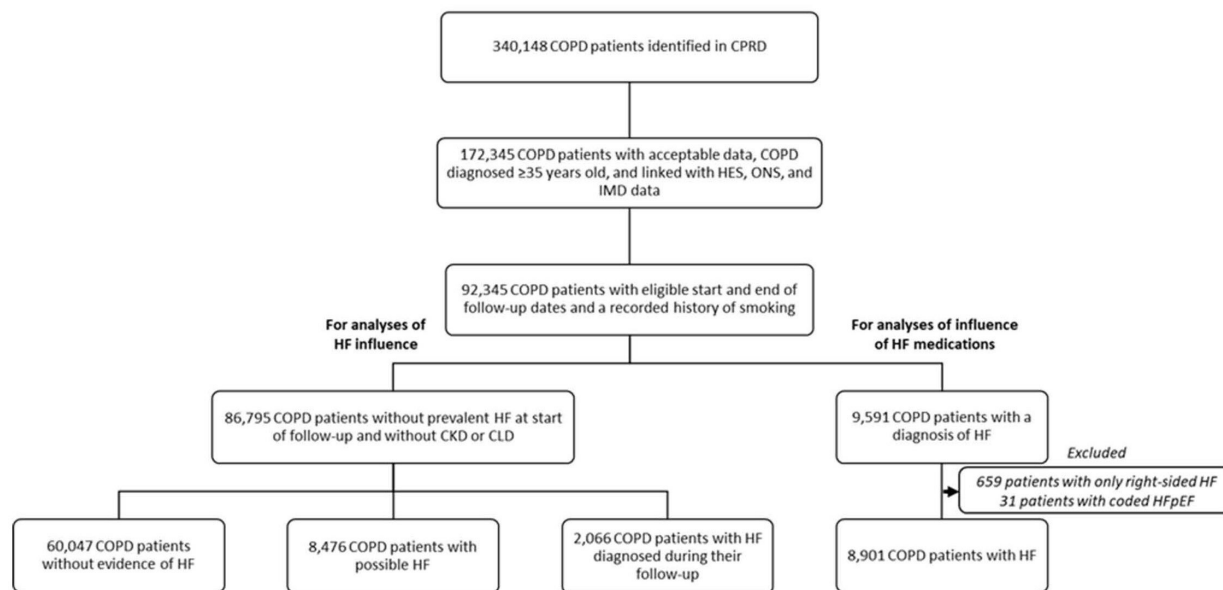 340,148 COPD patients identified in CPRD
172,345 COPD patients with acceptable data, COPD
diagnosed ≥35 years old, and linked with HES, ONS, and
IMD data
92,345 COPD patients with eligible start and end of
follow-up dates and a recorded history of smoking
For analyses of
HF influence
For analyses of influence
of HF medications
86,795 COPD patients without prevalent HF at start
of follow-up and without CKD or CLD
9,591 COPD patients with a
diagnosis of HF
Excluded
659 patients with only right-sided HF
31 patients with coded HFpEF
60,047 COPD patients
without evidence of HF
8,476 COPD patients with
possible HF
2,066 COPD patients with HF
diagnosed during their
follow-up
8,901 COPD patients with HF